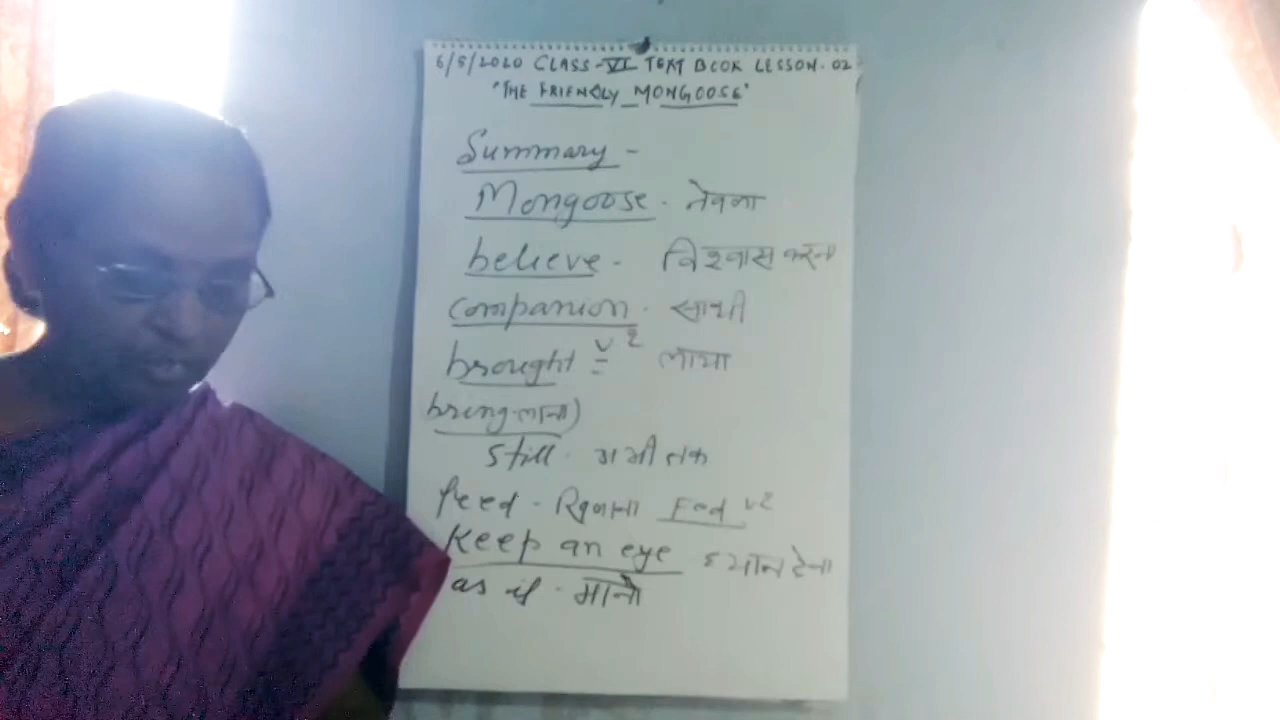 6/5/2020 CLASS-VI TEXT BOOK LESSON-02
"THE FRIENDLY MONGOOSE"
Summary -
Mongoose - नेवला
believe - विश्वास करना
companion - साथी
brought = V2 लाया
bring-लाना)
still - अभी तक
feed - खिलाना Fed V2
Keep an eye ध्यान देना
as if - मानो